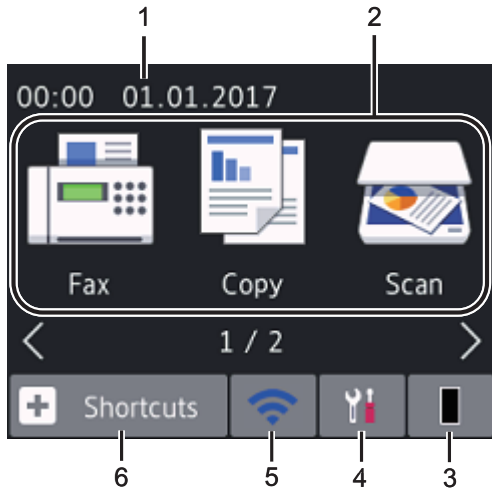 1 2
00:00 01.01.2017
Fax Copy Scan
< 1 / 2 >
+ Shortcuts
6 5 4 3